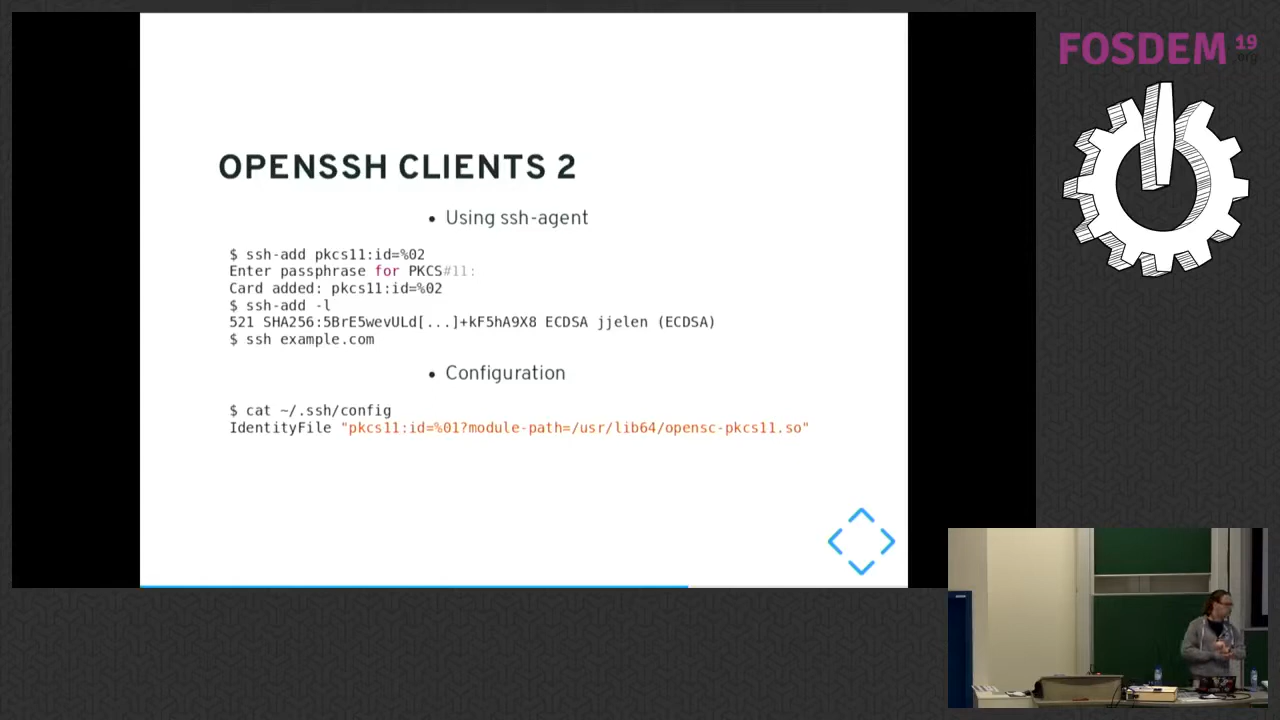 FOSDEM 19
.org
OPENSSH CLIENTS 2
• Using ssh-agent
$ ssh-add pkcs11:id=%02
Enter passphrase for PKCS#11:
Card added: pkcs11:id=%02
$ ssh-add -l
521 SHA256:5BrE5wevULd[...]+kF5hA9X8 ECDSA jjelen (ECDSA)
$ ssh example.com
• Configuration
$ cat ~/.ssh/config
IdentityFile "pkcs11:id=%01?module-path=/usr/lib64/opensc-pkcs11.so"